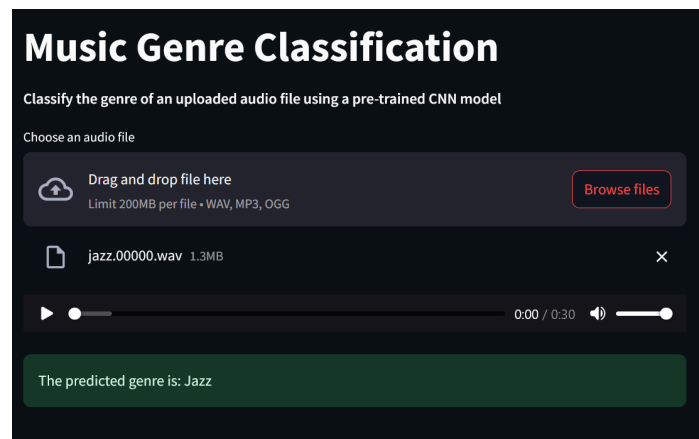 Music Genre Classification
Classify the genre of an uploaded audio file using a pre-trained CNN model
Choose an audio file
Drag and drop file here
Limit 200MB per file • WAV, MP3, OGG
Browse files
jazz.00000.wav 1.3MB
0:00 / 0:30
The predicted genre is: Jazz